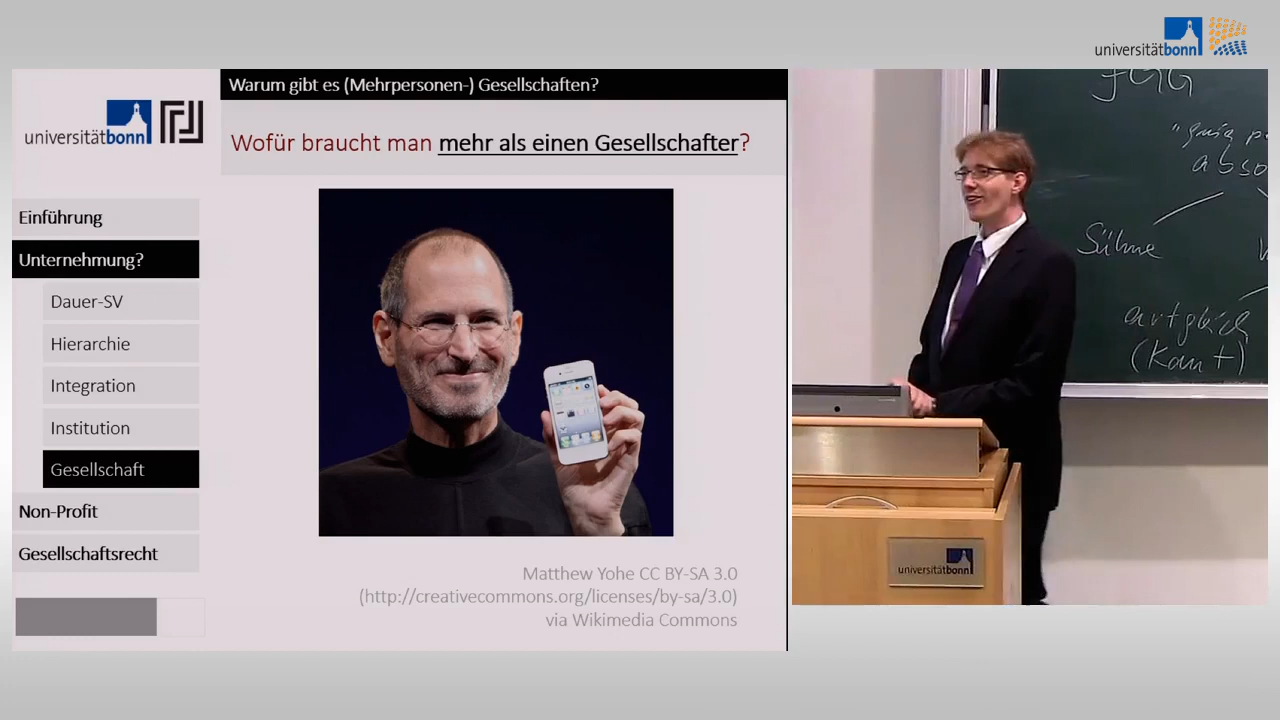 universitätbonn
Warum gibt es (Mehrpersonen-) Gesellschaften?
universitätbonn
Wofür braucht man mehr als einen Gesellschafter?
Einführung
Unternehmung?
Dauer-SV
Hierarchie
Integration
Institution
Gesellschaft
Non-Profit
Gesellschaftsrecht
Matthew Yohe CC BY-SA 3.0
(http://creativecommons.org/licenses/by-sa/3.0)
via Wikimedia Commons
Sühne
(Kant)
universitätbonn